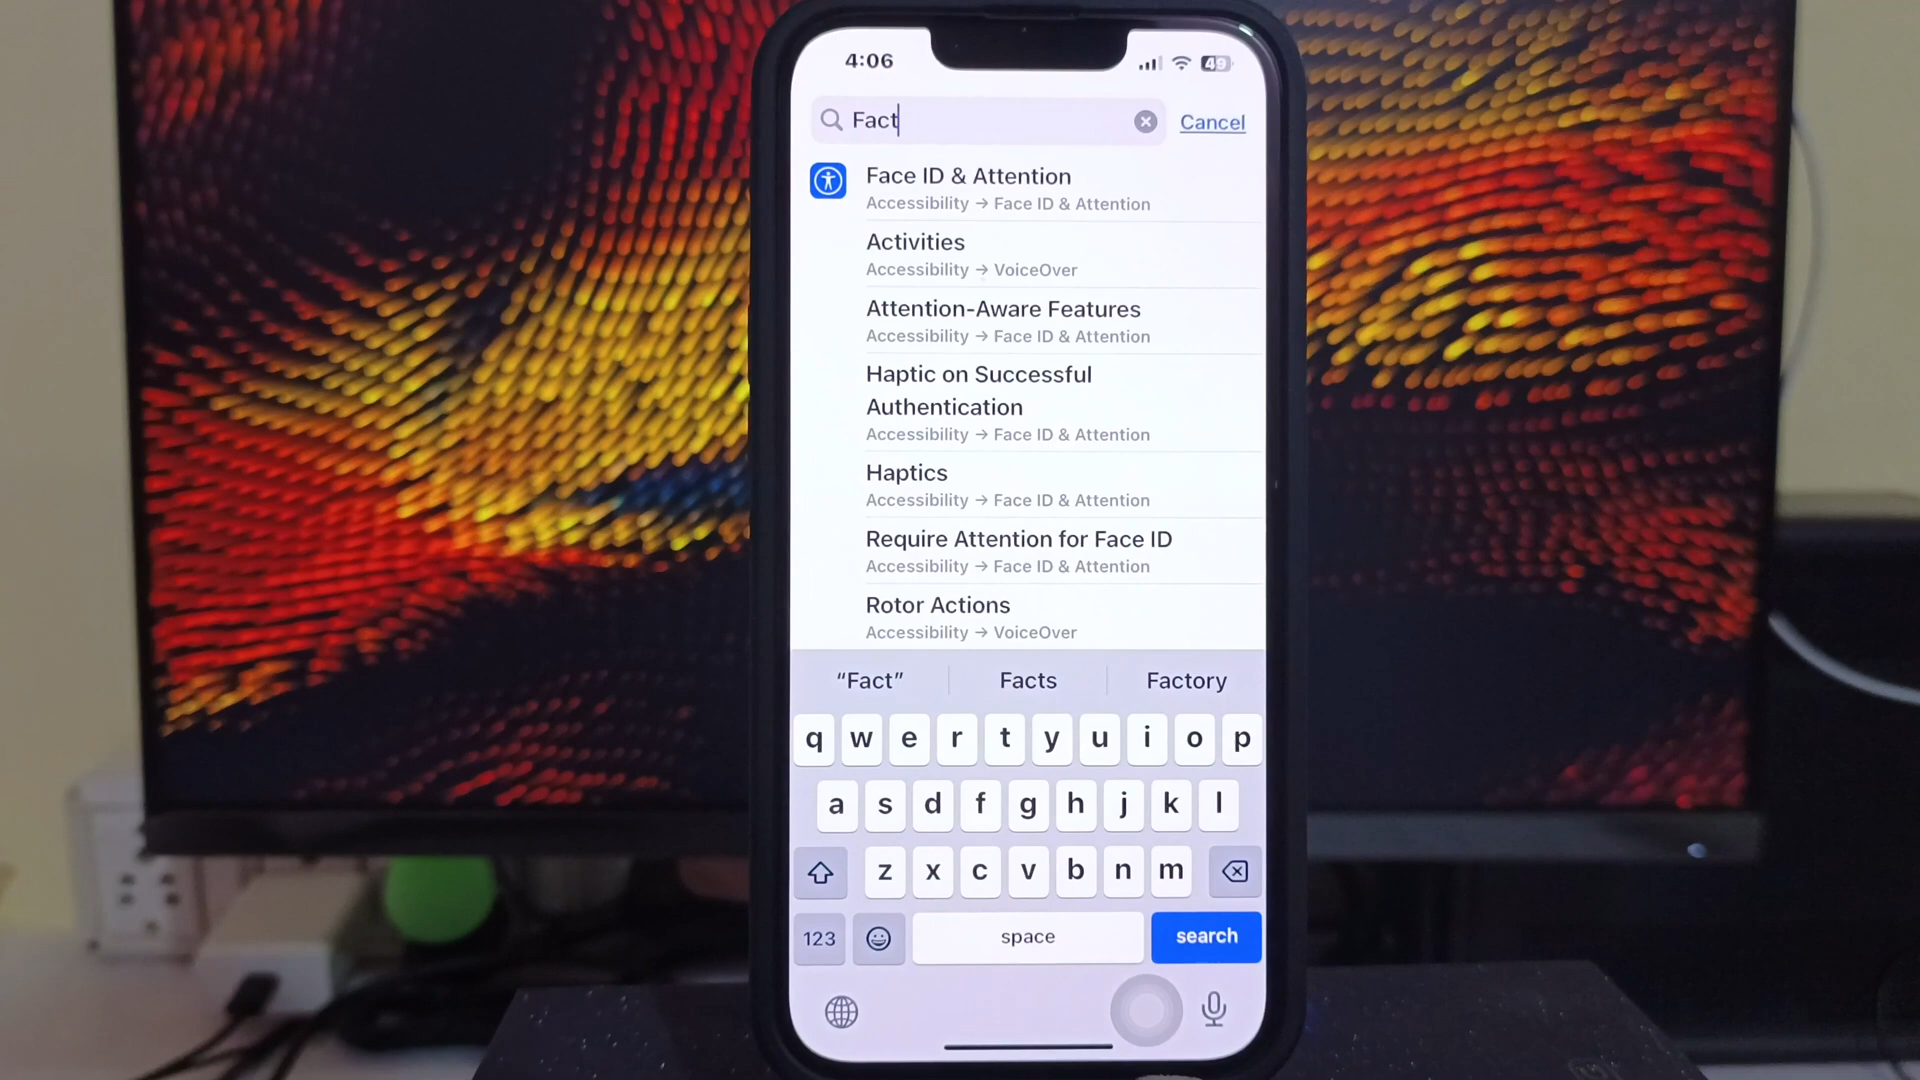 4:06
49
Fact
Cancel
Face ID & Attention
Accessibility → Face ID & Attention
Activities
Accessibility → VoiceOver
Attention-Aware Features
Accessibility → Face ID & Attention
Haptic on Successful
Authentication
Accessibility → Face ID & Attention
Haptics
Accessibility → Face ID & Attention
Require Attention for Face ID
Accessibility → Face ID & Attention
Rotor Actions
Accessibility → VoiceOver
“Fact” Facts Factory
q w e r t y u i o p
a s d f g h j k l
z x c v b n m
123 space search